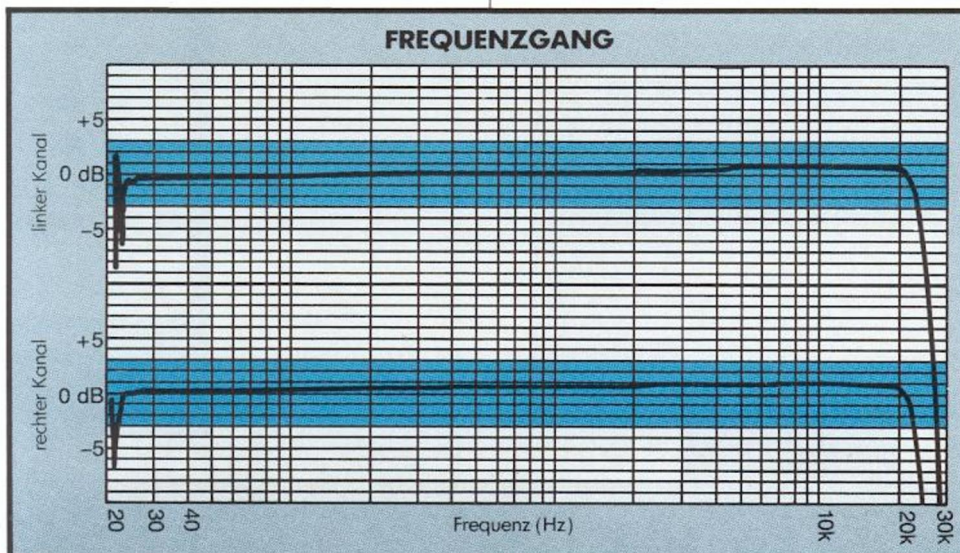 FREQUENZGANG
linker Kanal
+5
0 dB
–5
rechter Kanal
+5
0 dB
–5
20 30 40 Frequenz (Hz) 10k 20k 30k